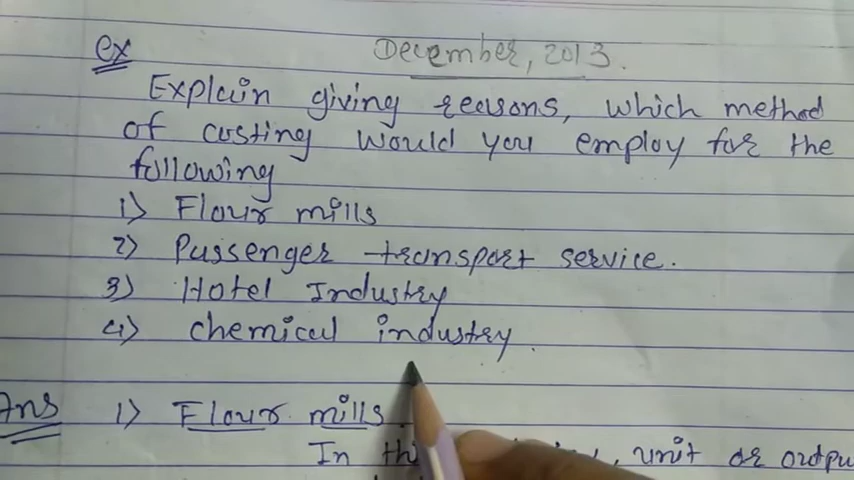 ex December, 2013.
Explain giving reasons, which method
of costing would you employ for the
following
1) Flour mills
2) Passenger transport service.
3) Hotel Industry
4) chemical industry.
Ans 1) Flour mills.
In unit or outpu